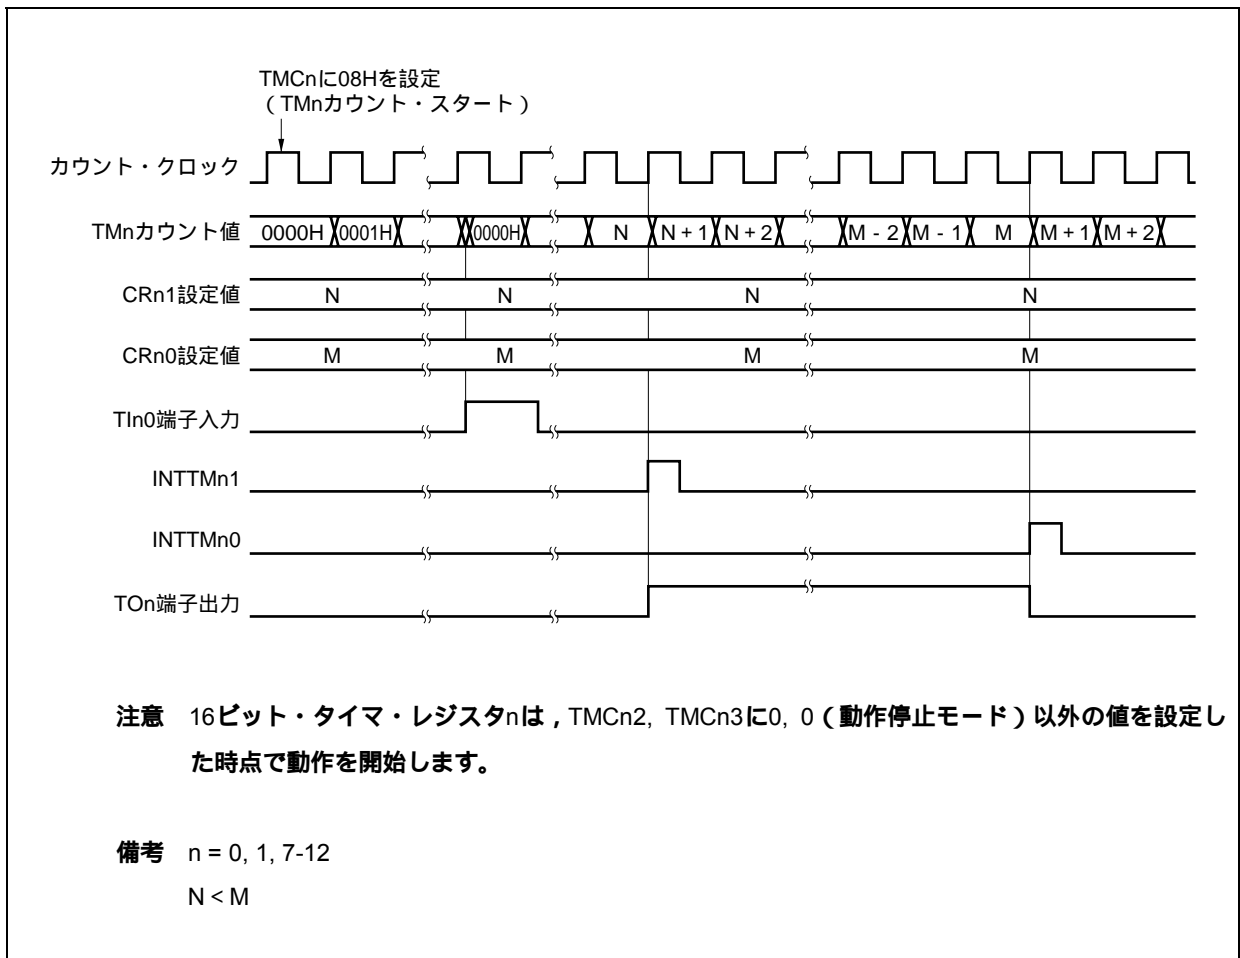 TMCnに08Hを設定
（TMnカウント・スタート）
カウント・クロック
TMnカウント値 0000H 0001H 0000H N N + 1 N + 2 M - 2 M - 1 M M + 1 M + 2
CRn1設定値 N N N N
CRn0設定値 M M M M
TIn0端子入力
INTTMn1
INTTMn0
TOn端子出力
注意 16ビット・タイマ・レジスタnは，TMCn2, TMCn3に0, 0（動作停止モード）以外の値を設定し
た時点で動作を開始します。
備考 n = 0, 1, 7-12
N < M